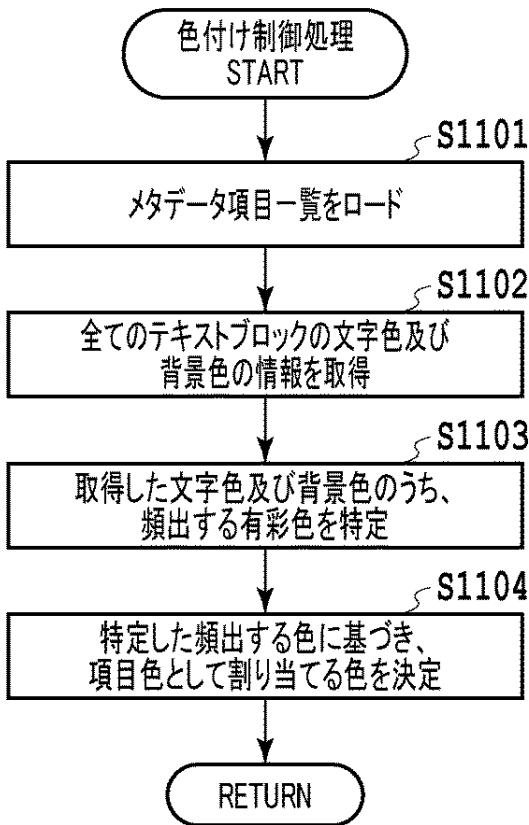 色付け制御処理
START
S1101
メタデータ項目一覧をロード
S1102
全てのテキストブロックの文字色及び
背景色の情報を取得
S1103
取得した文字色及び背景色のうち、
頻出する有彩色を特定
S1104
特定した頻出する色に基づき、
項目色として割り当てる色を決定
RETURN